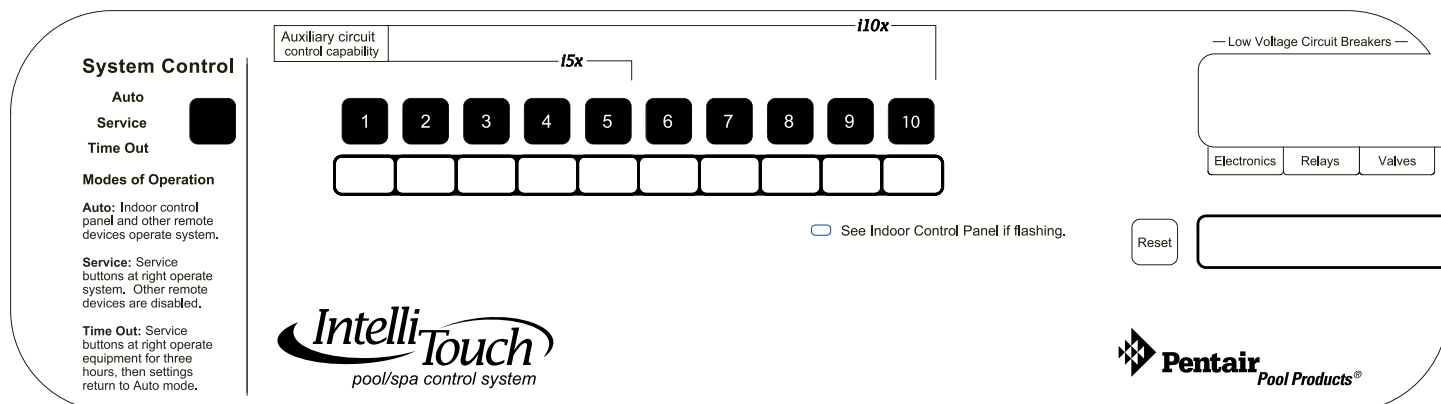 System Control
Auto
Service
Time Out
Modes of Operation
Auto: Indoor control
panel and other remote
devices operate system.
Service: Service
buttons at right operate
system. Other remote
devices are disabled.
Time Out: Service
buttons at right operate
equipment for three
hours, then settings
return to Auto mode.
Auxiliary circuit
control capability
i10x
i5x
1 2 3 4 5 6 7 8 9 10
See Indoor Control Panel if flashing.
IntelliTouch
pool/spa control system
Low Voltage Circuit Breakers
Electronics Relays Valves
Reset
Pentair
Pool Products®